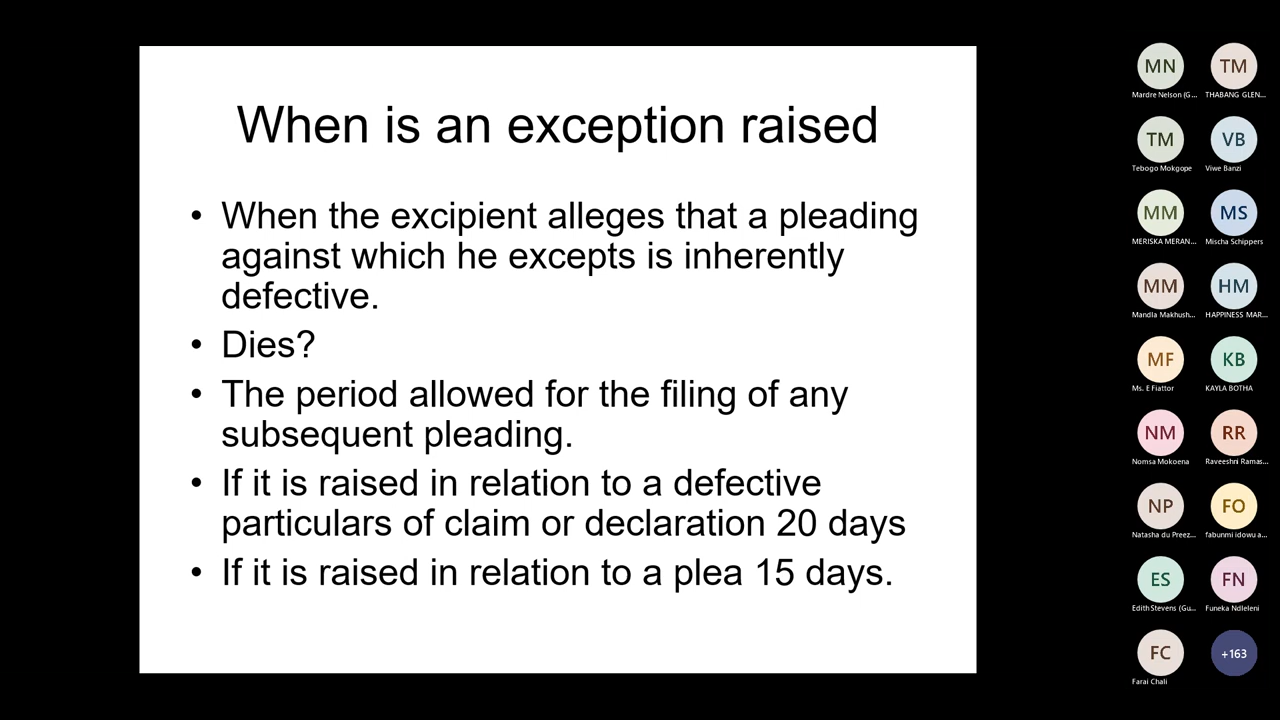 When is an exception raised
• When the excipient alleges that a pleading
against which he excepts is inherently
defective.
• Dies?
• The period allowed for the filing of any
subsequent pleading.
• If it is raised in relation to a defective
particulars of claim or declaration 20 days
• If it is raised in relation to a plea 15 days.
MN TM
Mardre Nelson (G... THABANG GLEN...
TM VB
Tebogo Mokgope Viwe Banzi
MM MS
MERISKA MERAN... Mischa Schippers
MM HM
Mandla Makhush... HAPPINESS MAR...
MF KB
Ms. E Fiattor KAYLA BOTHA
NM RR
Nomsa Mokoena Raveeshni Ramas...
NP FO
Natasha du Preez... fabunmi idowu a...
ES FN
Edith Stevens (Gu... Funeka Ndleleni
FC +163
Farai Chali